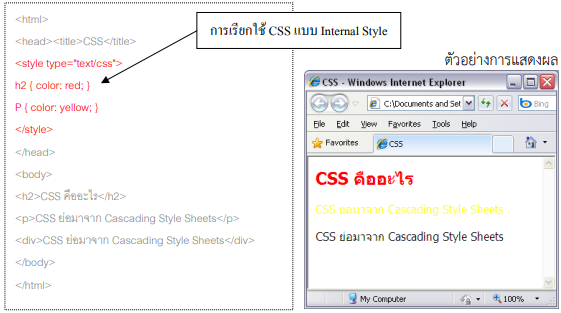 <html>
<head><title>CSS</title>
<style type="text/css">
h2 { color: red; }
P { color: yellow; }
</style>
</head>
<body>
<h2>CSS คืออะไร</h2>
<p>CSS ย่อมาจาก Cascading Style Sheets</p>
<div>CSS ย่อมาจาก Cascading Style Sheets</div>
</body>
</html>
การเรียกใช้ CSS แบบ Internal Style
ตัวอย่างการแสดงผล
CSS - Windows Internet Explorer
C:\Documents and Set
Bing
File Edit View Favorites Tools Help
Favorites CSS
CSS คืออะไร
CSS ย่อมาจาก Cascading Style Sheets
CSS ย่อมาจาก Cascading Style Sheets
My Computer 100%